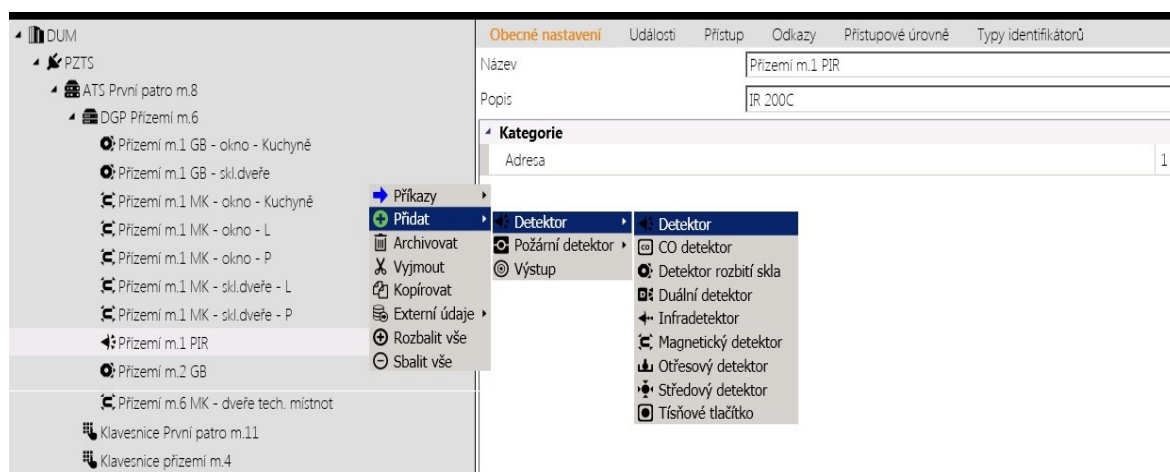 DUM
PZTS
ATS První patro m.8
DGP Přízemí m.6
Přízemí m.1 GB - okno - Kuchyně
Přízemí m.1 GB - skl.dveře
Přízemí m.1 MK - okno - Kuchyně
Přízemí m.1 MK - okno - L
Přízemí m.1 MK - okno - P
Přízemí m.1 MK - skl.dveře - L
Přízemí m.1 MK - skl.dveře - P
Přízemí m.1 PIR
Přízemí m.2 GB
Přízemí m.6 MK - dveře tech. místnot
Klavesnice První patro m.11
Klavesnice přizemí m.4
Příkazy
Přidat
Archivovat
Vyjmout
Kopírovat
Externí údaje
Rozbalit vše
Sbalit vše
Detektor
Požární detektor
Výstup
Detektor
CO detektor
Detektor rozbití skla
Duální detektor
Infradetektor
Magnetický detektor
Otřesový detektor
Středový detektor
Tísňové tlačítko
Obecné nastavení Události Přístup Odkazy Přístupové úrovně Typy identifikátorů
Název Přízemí m.1 PIR
Popis IR 200C
Kategorie
Adresa 1